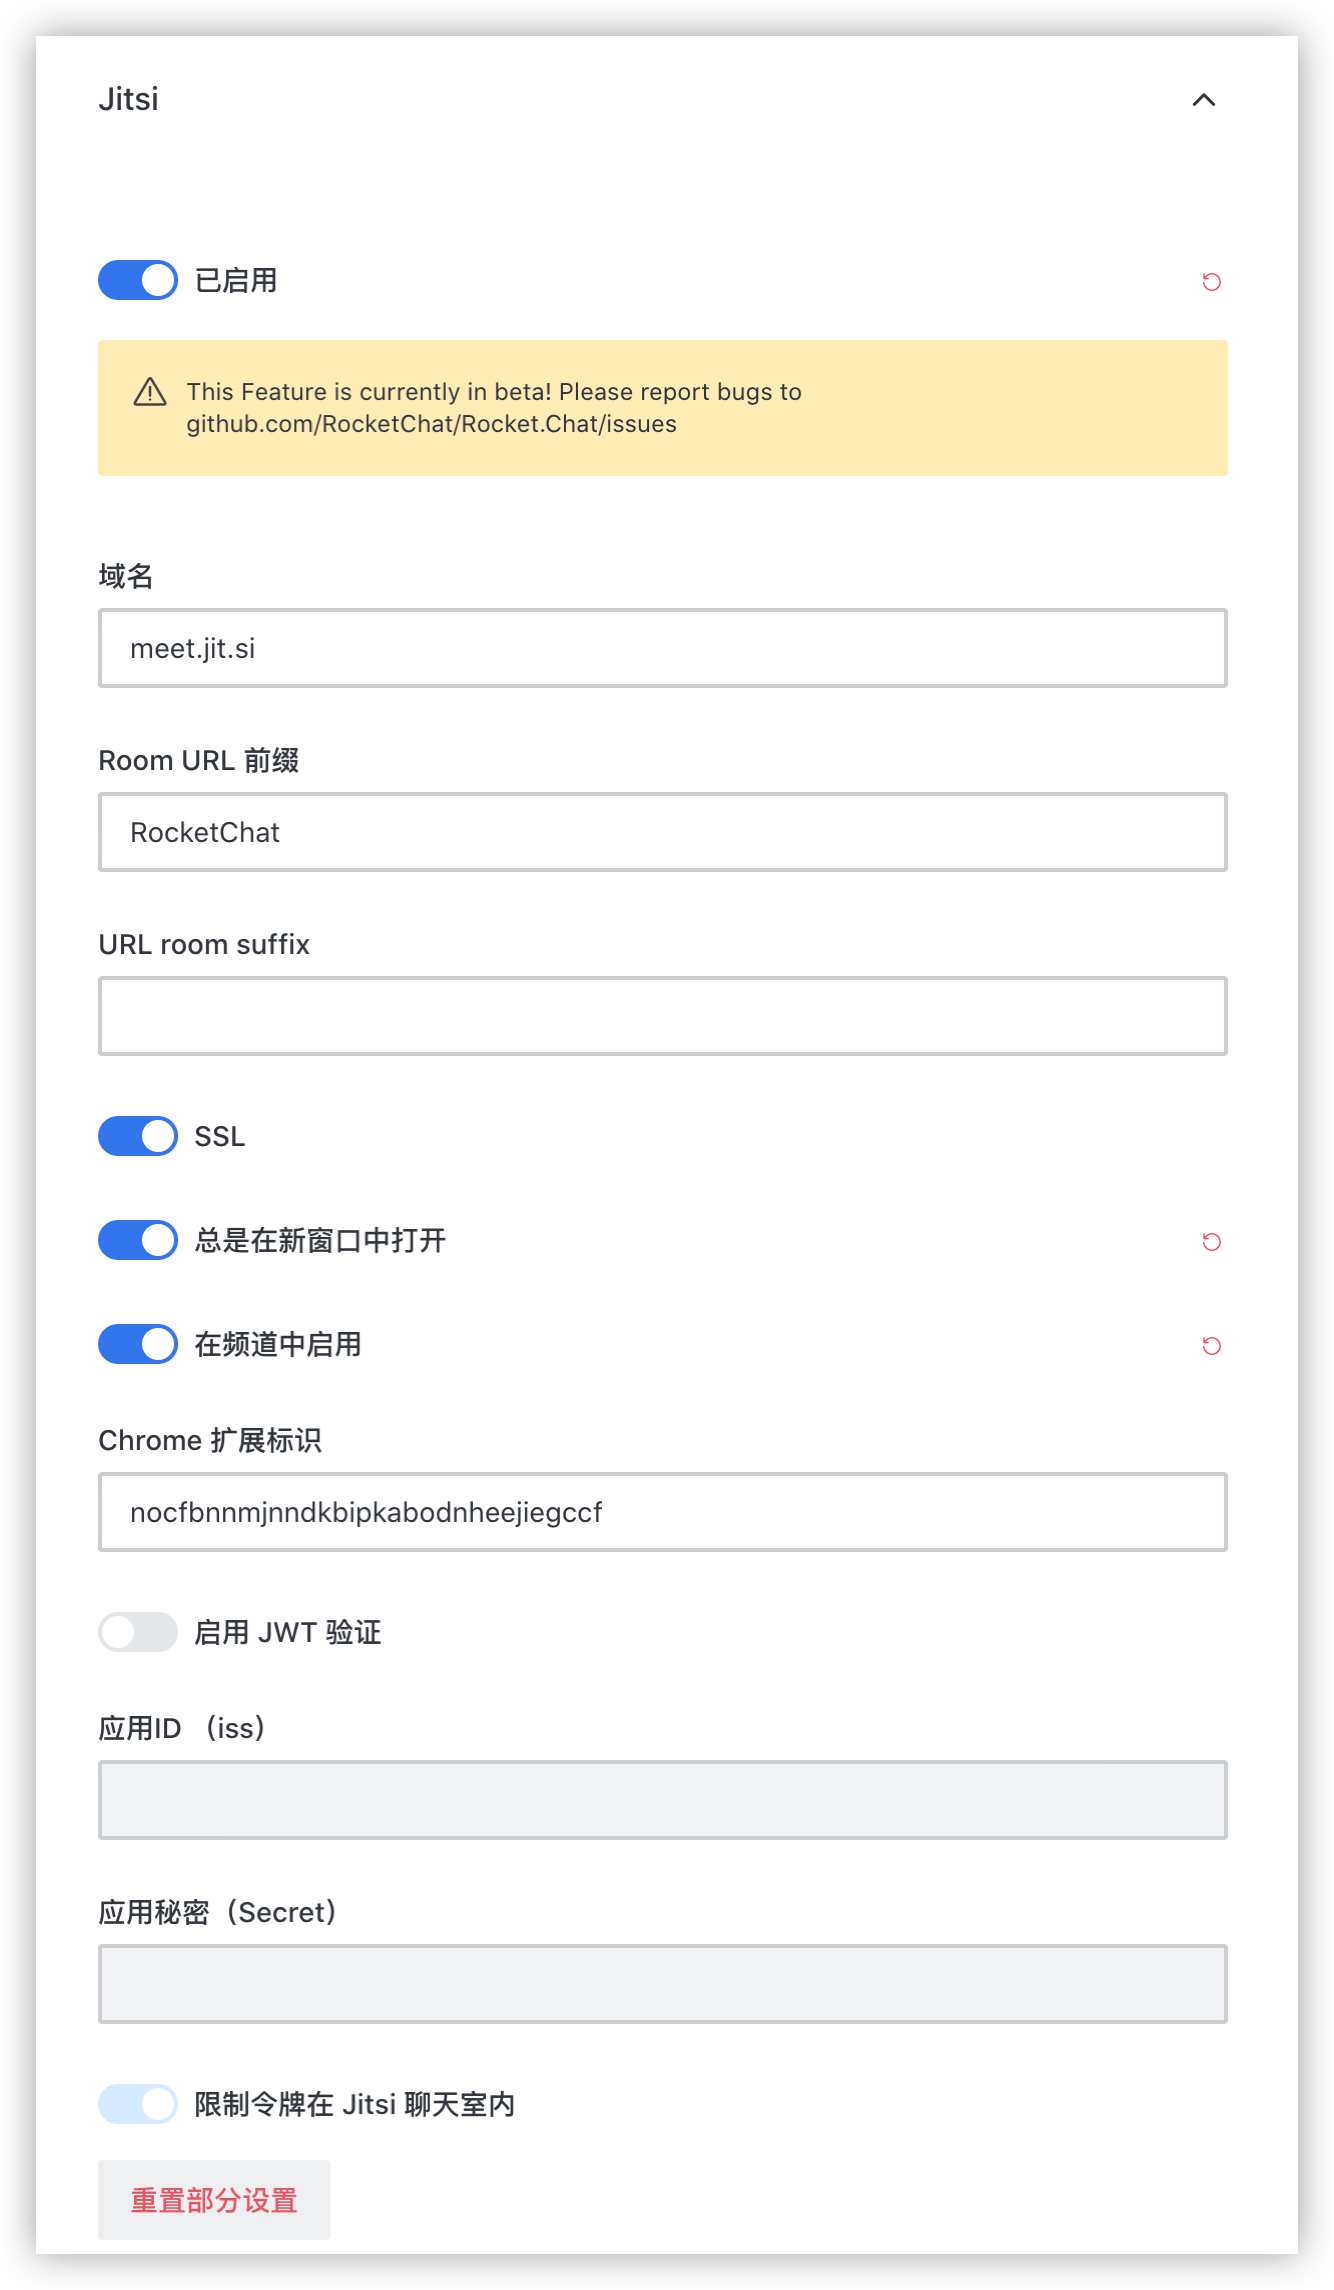 Jitsi
已启用
This Feature is currently in beta! Please report bugs to
github.com/RocketChat/Rocket.Chat/issues
域名
meet.jit.si
Room URL 前缀
RocketChat
URL room suffix
SSL
总是在新窗口中打开
在频道中启用
Chrome 扩展标识
nocfbnnmjnndkbipkabodnheejiegccf
启用 JWT 验证
应用ID （iss）
应用秘密（Secret）
限制令牌在 Jitsi 聊天室内
重置部分设置